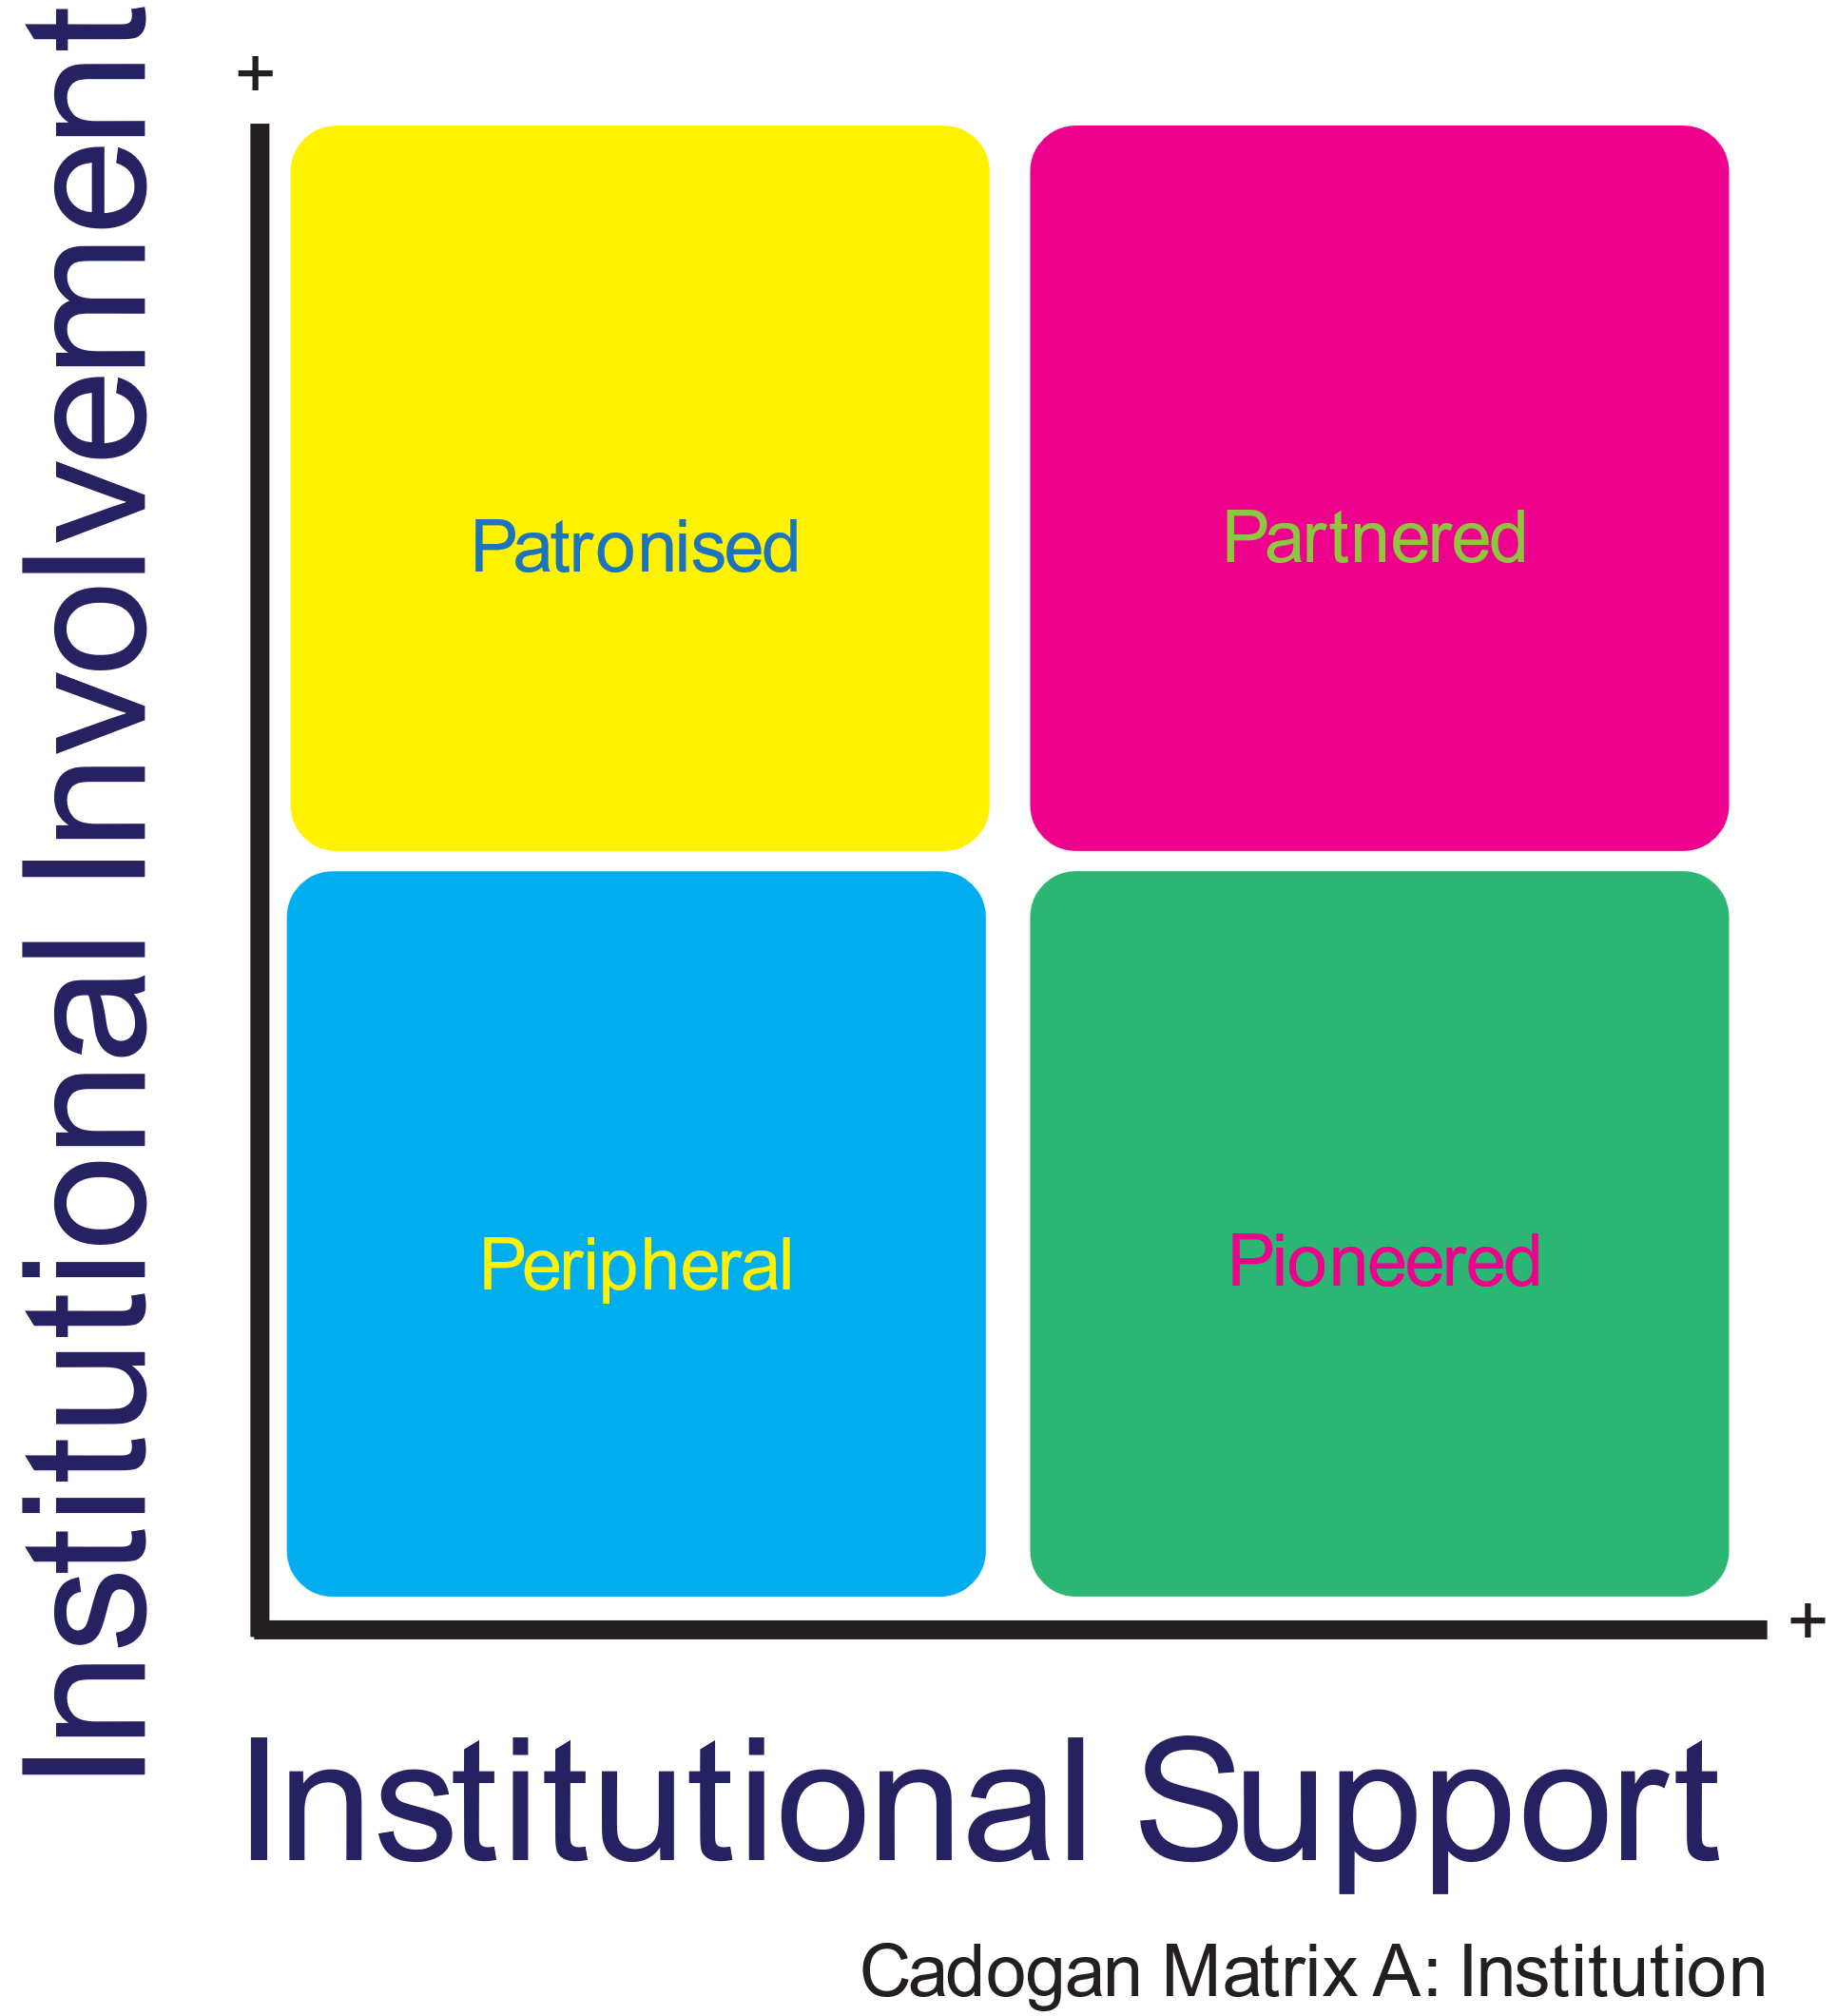 Institutional Involvement
+
Patronised
Partnered
Peripheral
Pioneered
+
Institutional Support
Cadogan Matrix A: Institution